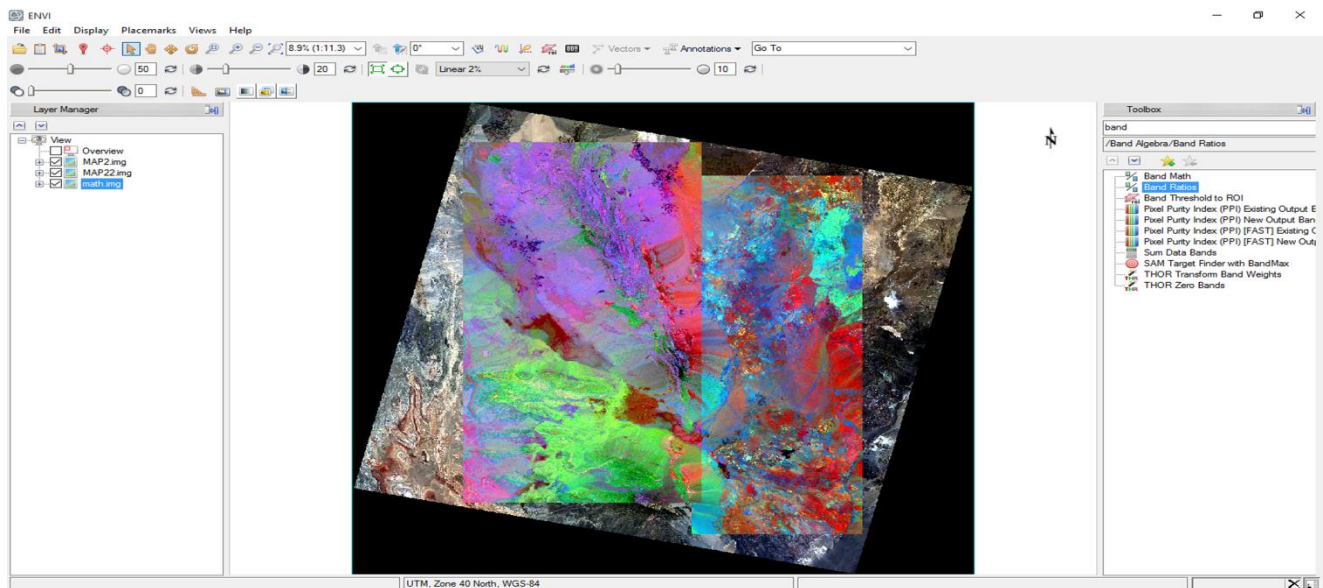 ENVI
File Edit Display Placemarks Views Help
8.9% (1:11.3) 0° Vectors Annotations Go To
50 20 Linear 2% 10
0
Layer Manager
Toolbox
band
/Band Algebra/Band Ratios
View
Overview
MAP2.img
MAP22.img
math.img
N
Band Math
Band Ratios
Band Threshold to ROI
Pixel Purity Index (PPI) Existing Output B
Pixel Purity Index (PPI) New Output Ban
Pixel Purity Index (PPI) [FAST] Existing C
Pixel Purity Index (PPI) [FAST] New Outp
Sum Data Bands
SAM Target Finder with BandMax
THOR Transform Band Weights
THOR Zero Bands
UTM, Zone 40 North, WGS-84